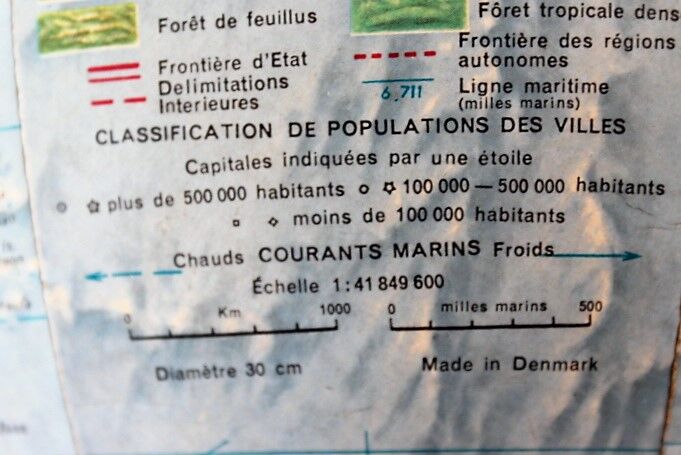 Forêt de feuillus
Fôret tropicale dens
Frontière d'Etat
Delimitations
Interieures
Frontière des régions
autonomes
6,711
Ligne maritime
(milles marins)
CLASSIFICATION DE POPULATIONS DES VILLES
Capitales indiquées par une étoile
plus de 500 000 habitants 100 000 — 500 000 habitants
moins de 100 000 habitants
Chauds COURANTS MARINS Froids
Échelle 1:41 849 600
0 Km 1000 0 milles marins 500
Diamètre 30 cm
Made in Denmark